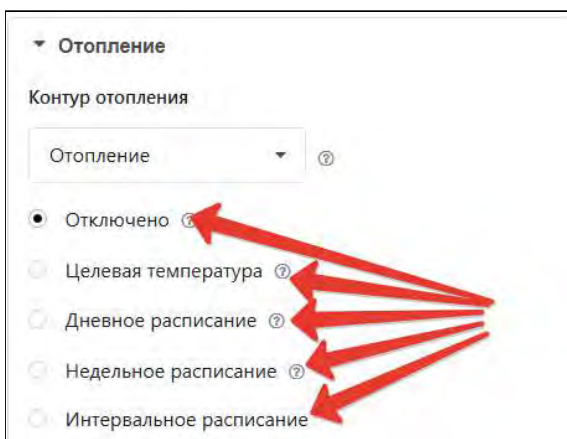 Отопление
Контур отопления
Отопление
Отключено
Целевая температура
Дневное расписание
Недельное расписание
Интервальное расписание